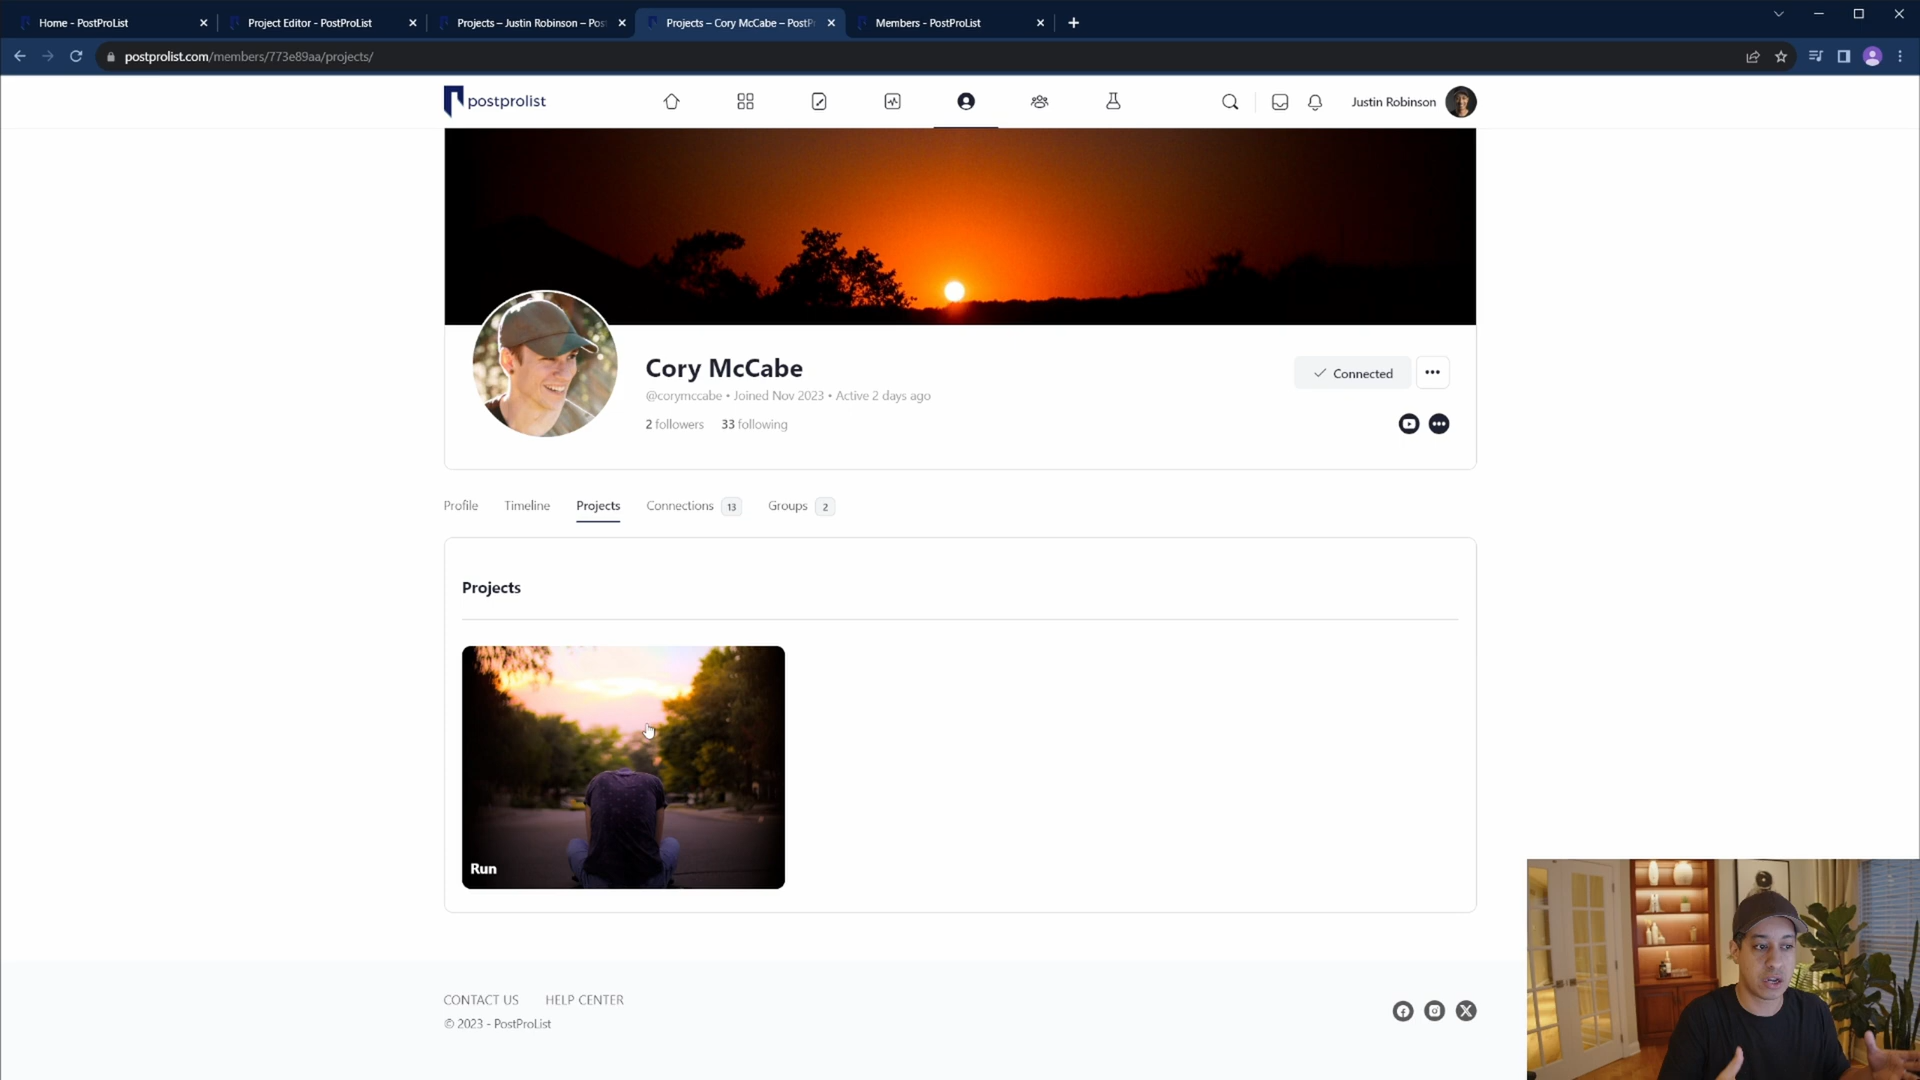 Home - PostProList
Project Editor - PostProList
Projects – Justin Robinson – Pos
Projects – Cory McCabe – PostP
Members - PostProList
postprolist.com/members/773e89aa/projects/
postprolist
Justin Robinson
Cory McCabe
@corymccabe • Joined Nov 2023 • Active 2 days ago
2 followers 33 following
Connected
Profile Timeline Projects Connections 13 Groups 2
Projects
Run
CONTACT US HELP CENTER
© 2023 - PostProList